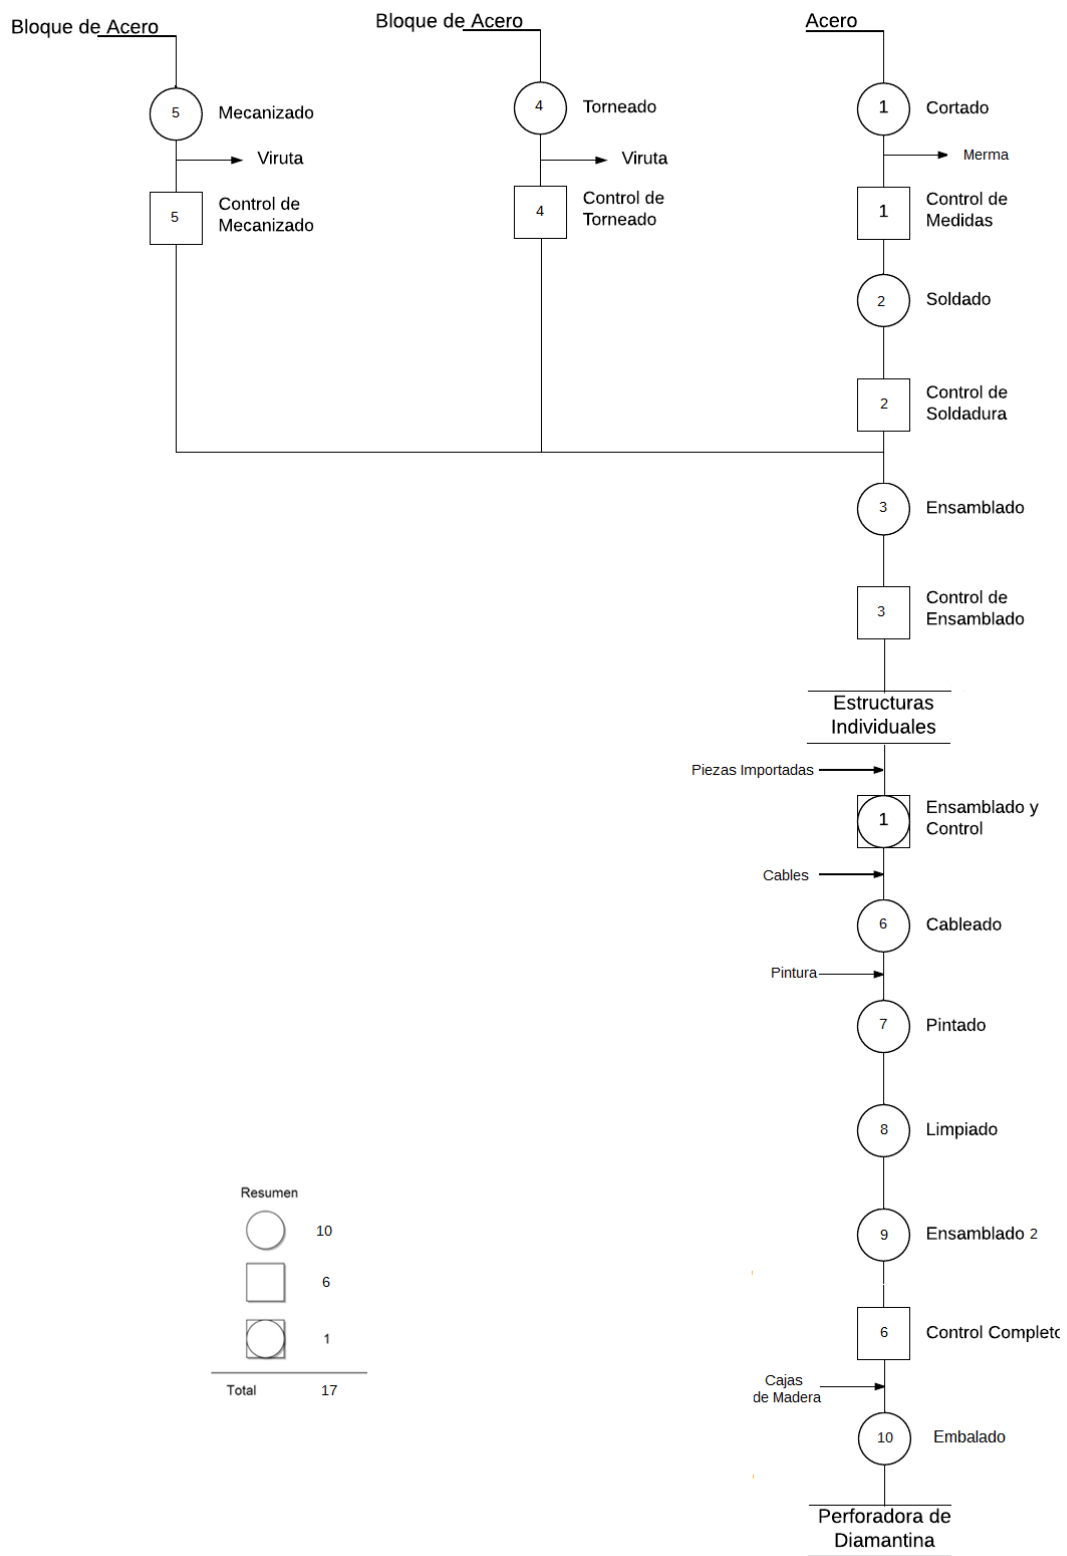 Bloque de Acero
Bloque de Acero
Acero
5
Mecanizado
4
Torneado
1
Cortado
Viruta
Viruta
Merma
5
Control de
Mecanizado
4
Control de
Torneado
1
Control de
Medidas
2
Soldado
2
Control de
Soldadura
3
Ensamblado
3
Control de
Ensamblado
Estructuras
Individuales
Piezas Importadas
1
Ensamblado y
Control
Cables
6
Cableado
Pintura
7
Pintado
8
Limpiado
9
Ensamblado 2
6
Control Completo
Cajas
de Madera
10
Embalado
Perforadora de
Diamantina
Resumen
10
6
1
Total 17